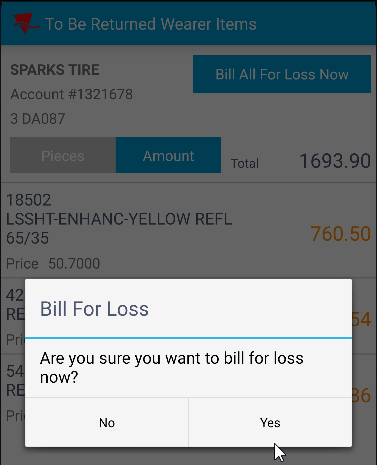 To Be Returned Wearer Items
SPARKS TIRE
Bill All For Loss Now
Account #1321678
3 DA087
Pieces
Amount
Total
1693.90
18502
LSSHT-ENHANC-YELLOW REFL
65/35
760.50
Price 50.7000
42
RE
54
Pri
Bill For Loss
Are you sure you want to bill for loss
now?
54
RE
36
Pri
No
Yes